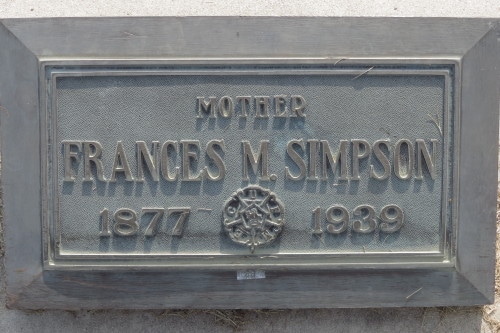 MOTHER
FRANCES M. SIMPSON
1877 1939